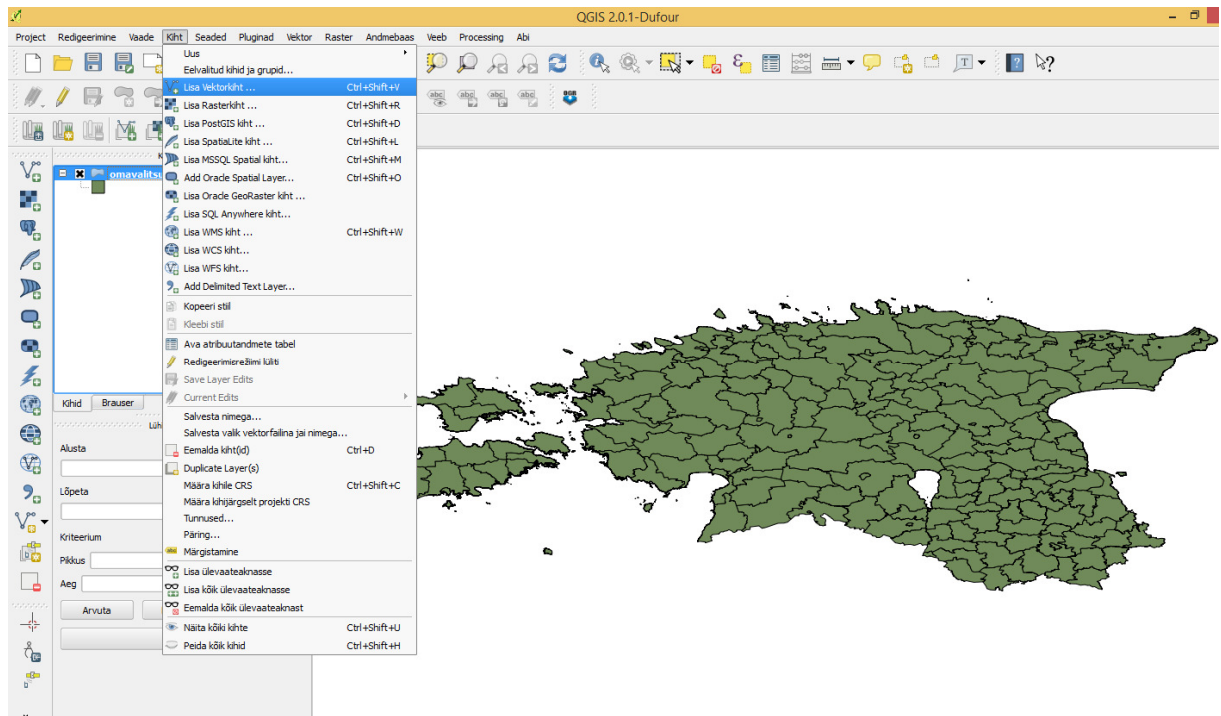 QGIS 2.0.1-Dufour
Project Redigeerimine Vaade Kiht Seaded Pluginad Vektor Raster Andmebaas Veeb Processing Abi
Uus
Eelvalitud kihid ja grupid...
Lisa Vektorkiht ... Ctrl+Shift+V
Lisa Rasterkiht ... Ctrl+Shift+R
Lisa PostGIS kiht ... Ctrl+Shift+D
Lisa SpatiaLite kiht ... Ctrl+Shift+L
Lisa MSSQL Spatial kiht... Ctrl+Shift+M
Add Oracle Spatial Layer... Ctrl+Shift+O
Lisa Oracle GeoRaster kiht ...
Lisa SQL Anywhere kiht...
Lisa WMS kiht ... Ctrl+Shift+W
Lisa WCS kiht...
Lisa WFS kiht...
Add Delimited Text Layer...
Kopeeri stiil
Kleebi stiil
Ava atribuutandmete tabel
Redigeerimisrežiimi lüliti
Save Layer Edits
Current Edits
Salvesta nimega...
Salvesta valik vektorfailina jai nimega...
Eemalda kiht(id) Ctrl+D
Duplicate Layer(s)
Määra kihile CRS Ctrl+Shift+C
Määra kihijärgselt projekti CRS
Tunnused...
Päring...
Märgistamine
Lisa ülevaateaknasse
Lisa kõik ülevaateaknasse
Eemalda kõik ülevaateaknast
Näita kõiki kihte Ctrl+Shift+U
Peida kõik kihid Ctrl+Shift+H
omavalitsu
Kihid Brauser
Lüh
Alusta
Lõpeta
Kriteerium
Pikkus
Aeg
Arvuta